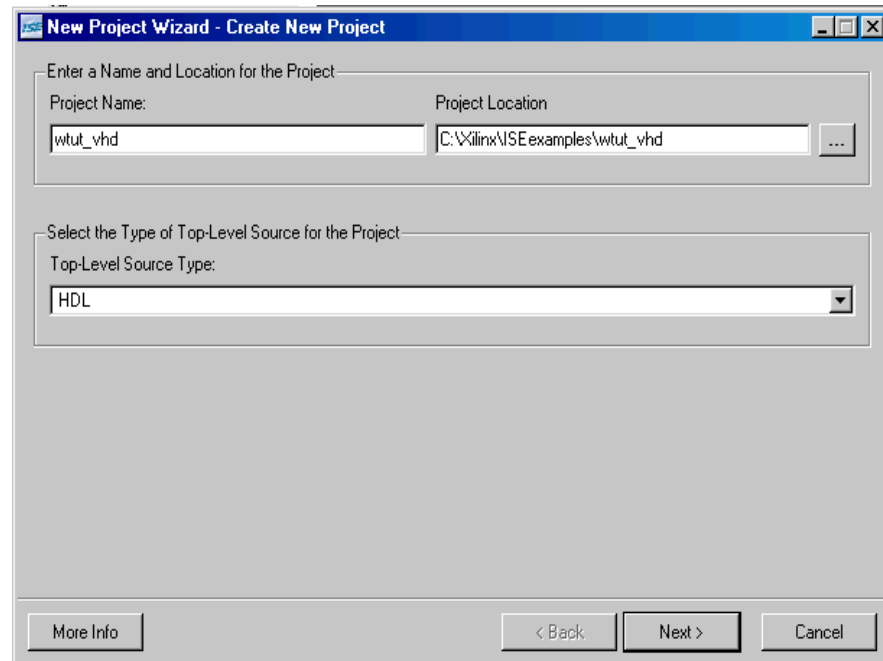 ISE New Project Wizard - Create New Project
Enter a Name and Location for the Project
Project Name: Project Location
wtut_vhd C:\Xilinx\ISEexamples\wtut_vhd ...
Select the Type of Top-Level Source for the Project
Top-Level Source Type:
HDL
More Info < Back Next > Cancel